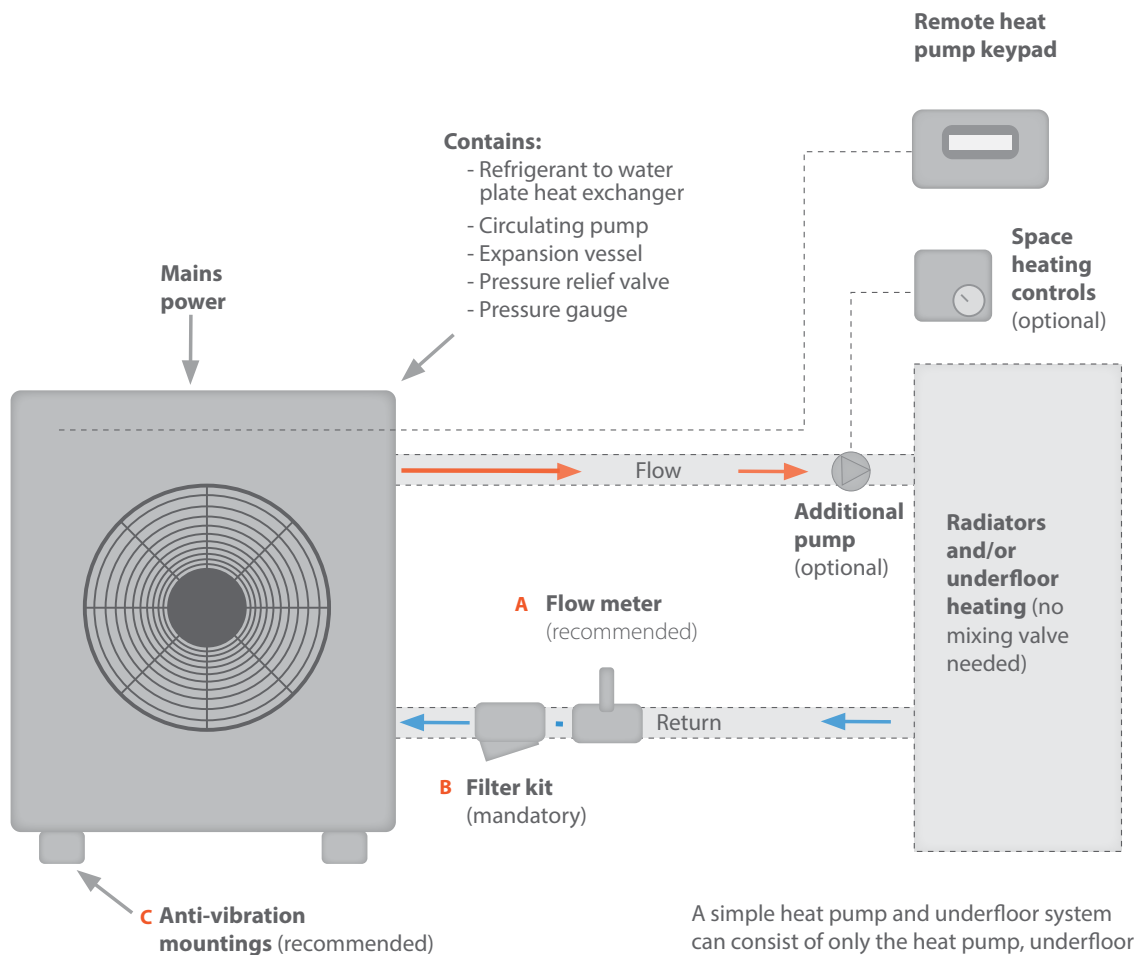 Remote heat
pump keypad
Contains:
- Refrigerant to water
plate heat exchanger
- Circulating pump
- Expansion vessel
- Pressure relief valve
- Pressure gauge
Mains
power
Space
heating
controls
(optional)
Flow
Additional
pump
(optional)
Radiators
and/or
underfloor
heating (no
mixing valve
needed)
A Flow meter
(recommended)
Return
B Filter kit
(mandatory)
C Anti-vibration
mountings (recommended)
A simple heat pump and underfloor system
can consist of only the heat pump, underfloor